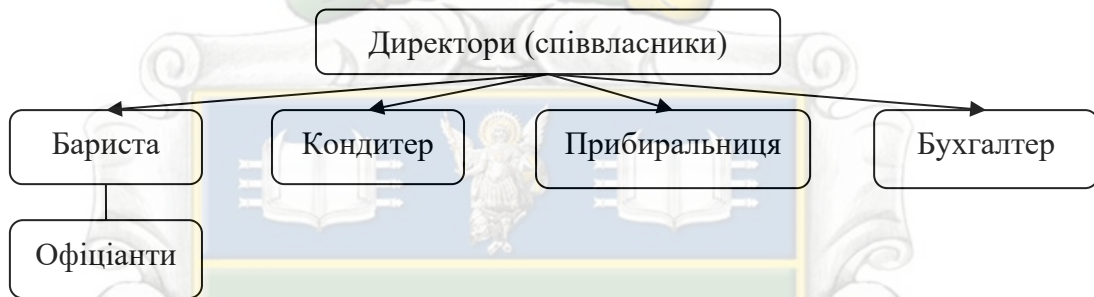 Директори (співвласники)
Бариста
Кондитер
Прибиральниця
Бухгалтер
Офіціанти